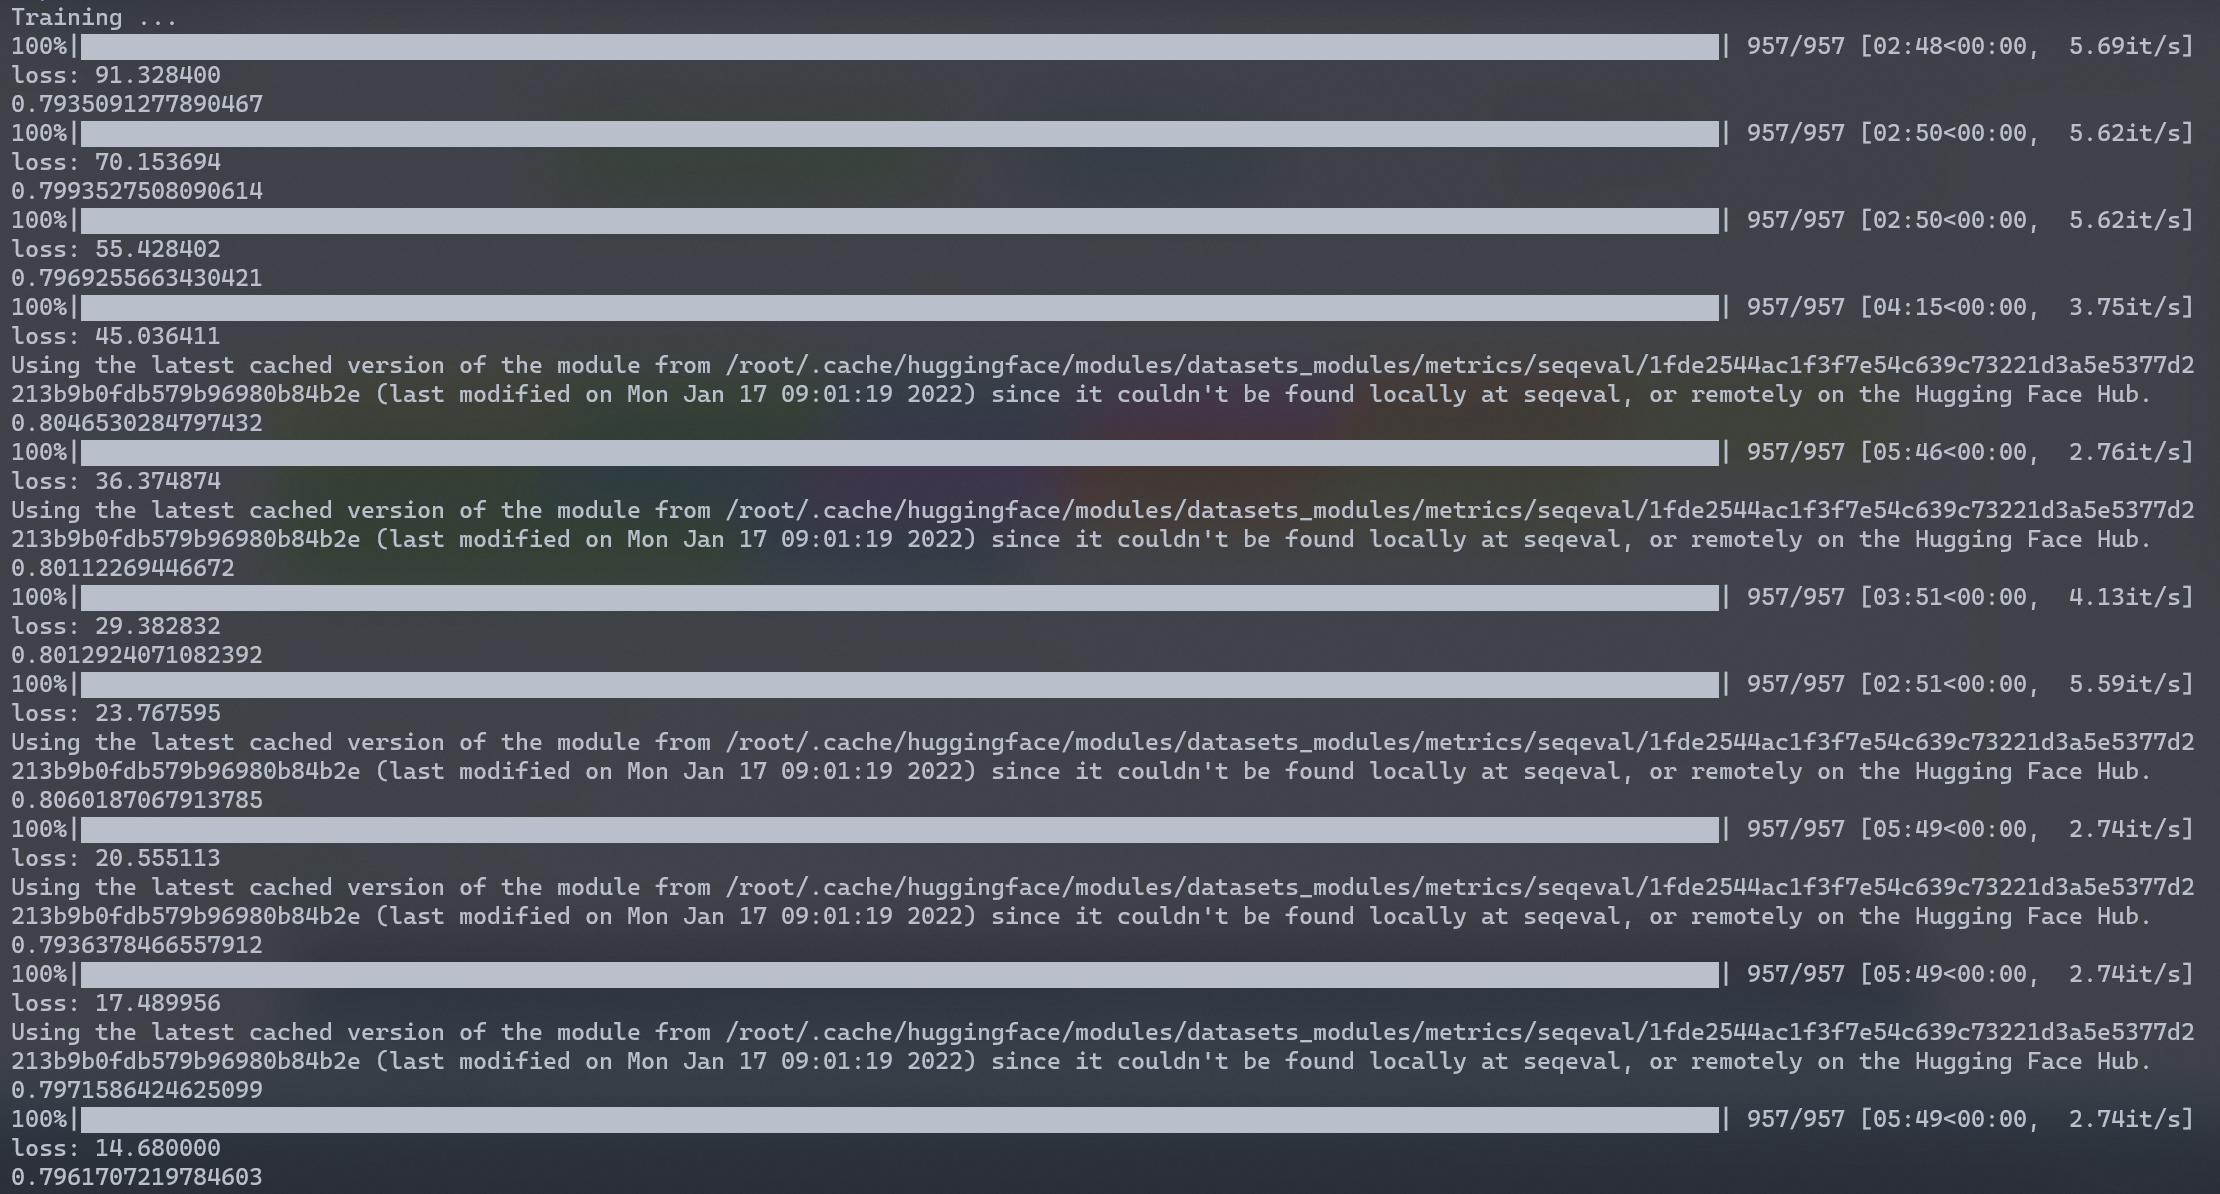 Training ...
100%| | 957/957 [02:48<00:00,  5.69it/s]
loss: 91.328400
0.7935091277890467
100%| | 957/957 [02:50<00:00,  5.62it/s]
loss: 70.153694
0.7993527508090614
100%| | 957/957 [02:50<00:00,  5.62it/s]
loss: 55.428402
0.7969255663430421
100%| | 957/957 [04:15<00:00,  3.75it/s]
loss: 45.036411
Using the latest cached version of the module from /root/.cache/huggingface/modules/datasets_modules/metrics/seqeval/1fde2544ac1f3f7e54c639c73221d3a5e5377d2
213b9b0fdb579b96980b84b2e (last modified on Mon Jan 17 09:01:19 2022) since it couldn't be found locally at seqeval, or remotely on the Hugging Face Hub.
0.8046530284797432
100%| | 957/957 [05:46<00:00,  2.76it/s]
loss: 36.374874
Using the latest cached version of the module from /root/.cache/huggingface/modules/datasets_modules/metrics/seqeval/1fde2544ac1f3f7e54c639c73221d3a5e5377d2
213b9b0fdb579b96980b84b2e (last modified on Mon Jan 17 09:01:19 2022) since it couldn't be found locally at seqeval, or remotely on the Hugging Face Hub.
0.80112269446672
100%| | 957/957 [03:51<00:00,  4.13it/s]
loss: 29.382832
0.8012924071082392
100%| | 957/957 [02:51<00:00,  5.59it/s]
loss: 23.767595
Using the latest cached version of the module from /root/.cache/huggingface/modules/datasets_modules/metrics/seqeval/1fde2544ac1f3f7e54c639c73221d3a5e5377d2
213b9b0fdb579b96980b84b2e (last modified on Mon Jan 17 09:01:19 2022) since it couldn't be found locally at seqeval, or remotely on the Hugging Face Hub.
0.8060187067913785
100%| | 957/957 [05:49<00:00,  2.74it/s]
loss: 20.555113
Using the latest cached version of the module from /root/.cache/huggingface/modules/datasets_modules/metrics/seqeval/1fde2544ac1f3f7e54c639c73221d3a5e5377d2
213b9b0fdb579b96980b84b2e (last modified on Mon Jan 17 09:01:19 2022) since it couldn't be found locally at seqeval, or remotely on the Hugging Face Hub.
0.7936378466557912
100%| | 957/957 [05:49<00:00,  2.74it/s]
loss: 17.489956
Using the latest cached version of the module from /root/.cache/huggingface/modules/datasets_modules/metrics/seqeval/1fde2544ac1f3f7e54c639c73221d3a5e5377d2
213b9b0fdb579b96980b84b2e (last modified on Mon Jan 17 09:01:19 2022) since it couldn't be found locally at seqeval, or remotely on the Hugging Face Hub.
0.7971586424625099
100%| | 957/957 [05:49<00:00,  2.74it/s]
loss: 14.680000
0.7961707219784603